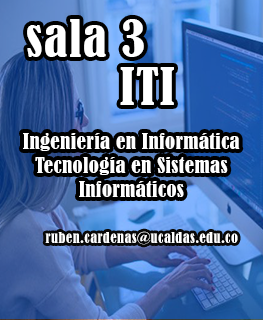 sala 3
ITI
Ingeniería en Informática
Tecnología en Sistemas
Informáticos
ruben.cardenas@ucaldas.edu.co